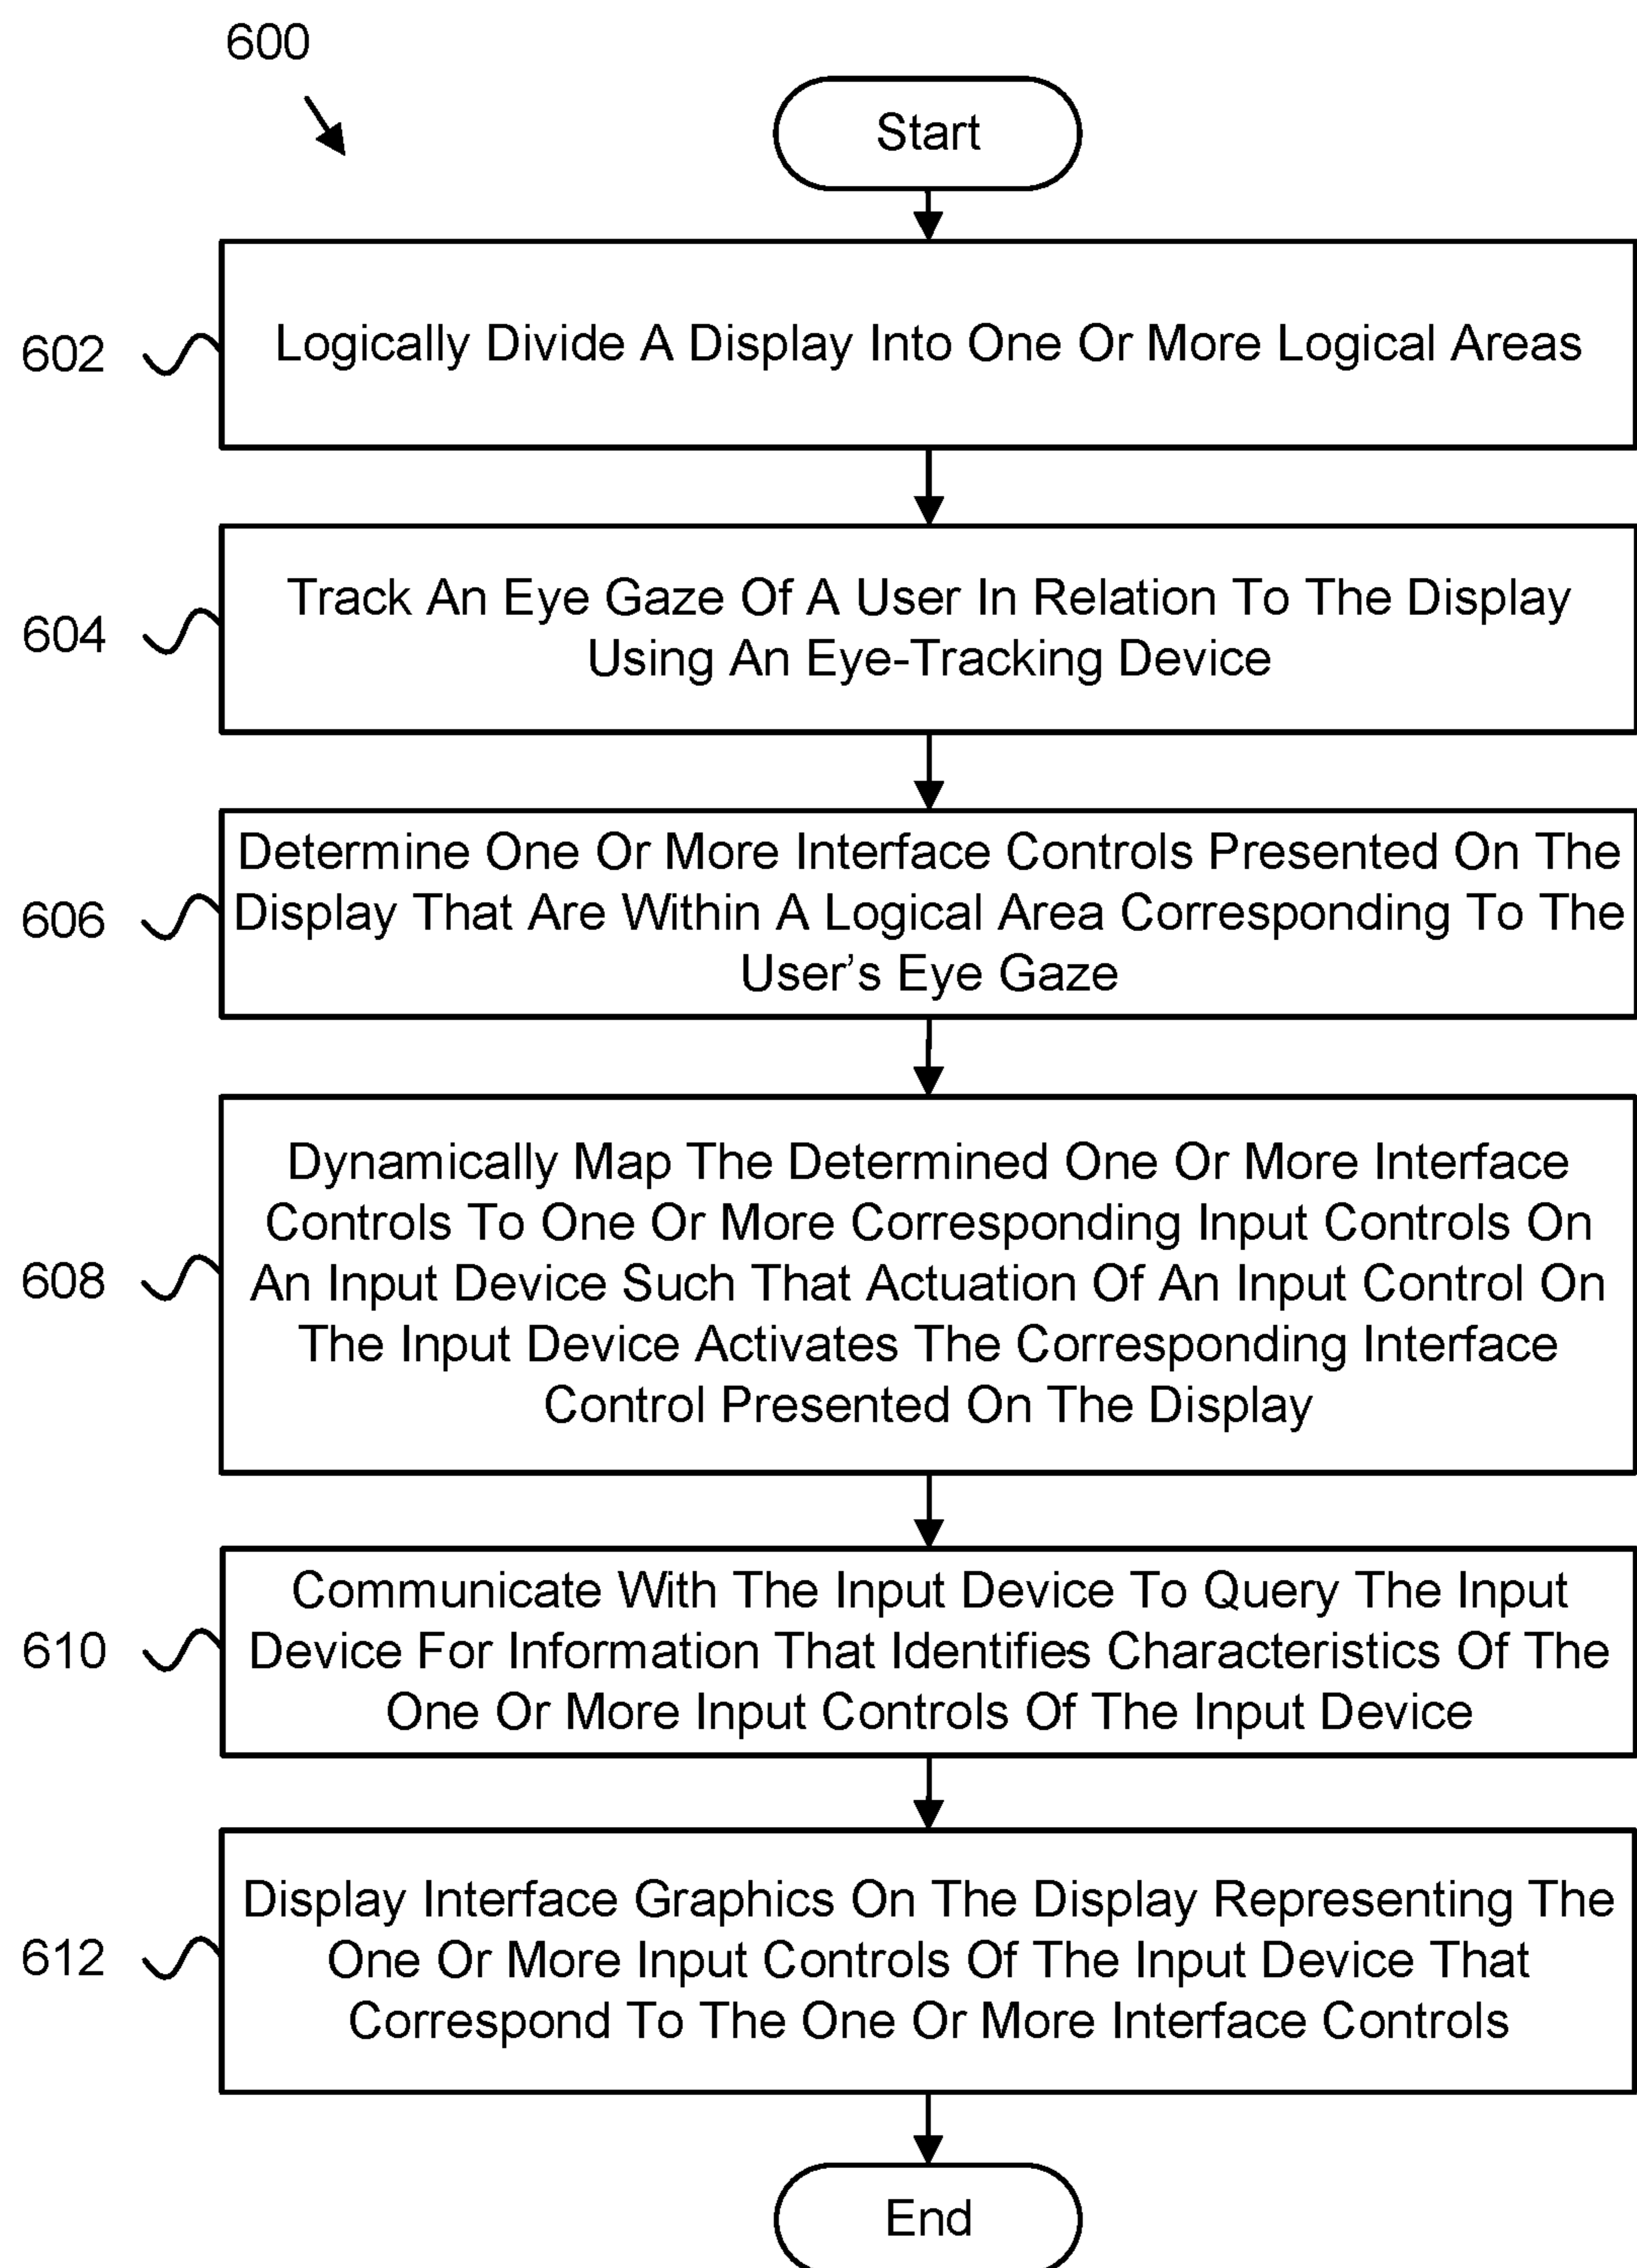 600
Start
602
Logically Divide A Display Into One Or More Logical Areas
604
Track An Eye Gaze Of A User In Relation To The Display
Using An Eye-Tracking Device
606
Determine One Or More Interface Controls Presented On The
Display That Are Within A Logical Area Corresponding To The
User's Eye Gaze
608
Dynamically Map The Determined One Or More Interface
Controls To One Or More Corresponding Input Controls On
An Input Device Such That Actuation Of An Input Control On
The Input Device Activates The Corresponding Interface
Control Presented On The Display
610
Communicate With The Input Device To Query The Input
Device For Information That Identifies Characteristics Of The
One Or More Input Controls Of The Input Device
612
Display Interface Graphics On The Display Representing The
One Or More Input Controls Of The Input Device That
Correspond To The One Or More Interface Controls
End